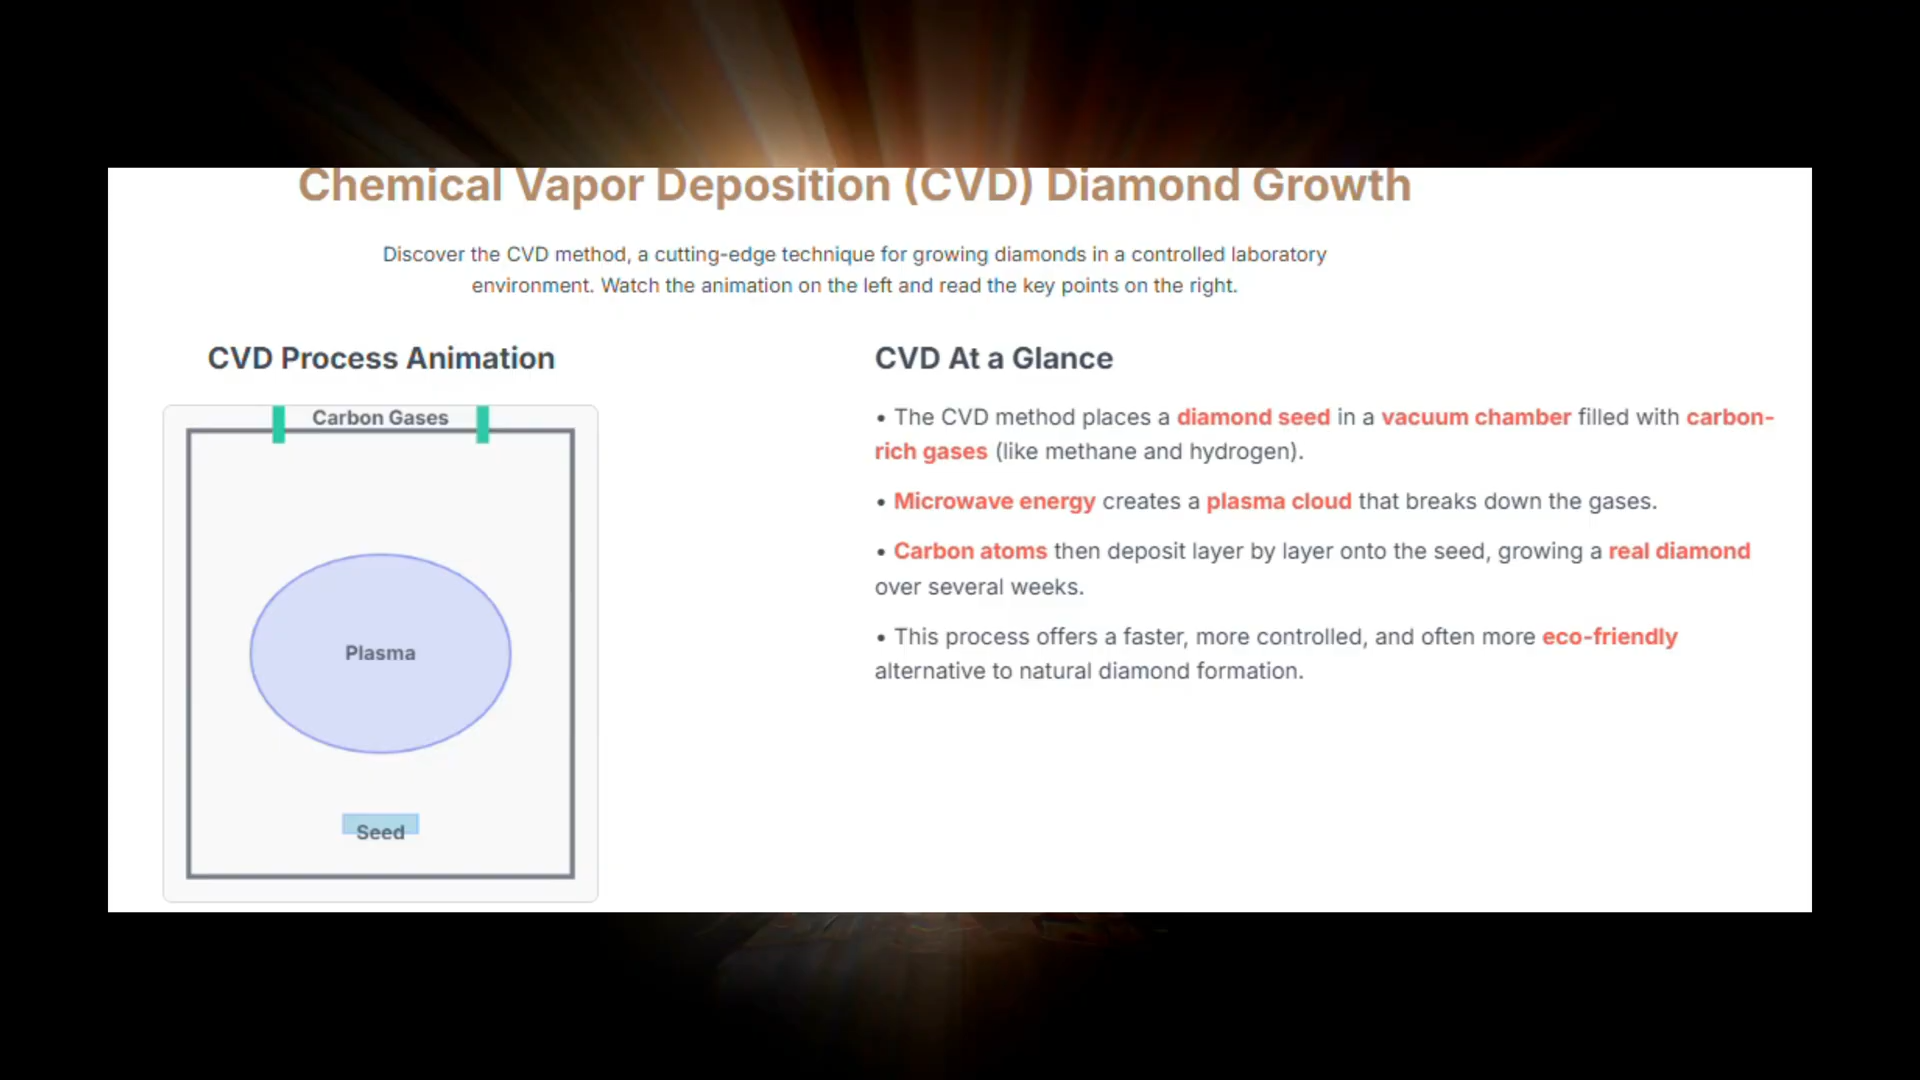 Chemical Vapor Deposition (CVD) Diamond Growth
Discover the CVD method, a cutting-edge technique for growing diamonds in a controlled laboratory
environment. Watch the animation on the left and read the key points on the right.
CVD Process Animation
Carbon Gases
Plasma
Seed
CVD At a Glance
• The CVD method places a diamond seed in a vacuum chamber filled with carbon-
rich gases (like methane and hydrogen).
• Microwave energy creates a plasma cloud that breaks down the gases.
• Carbon atoms then deposit layer by layer onto the seed, growing a real diamond
over several weeks.
• This process offers a faster, more controlled, and often more eco-friendly
alternative to natural diamond formation.